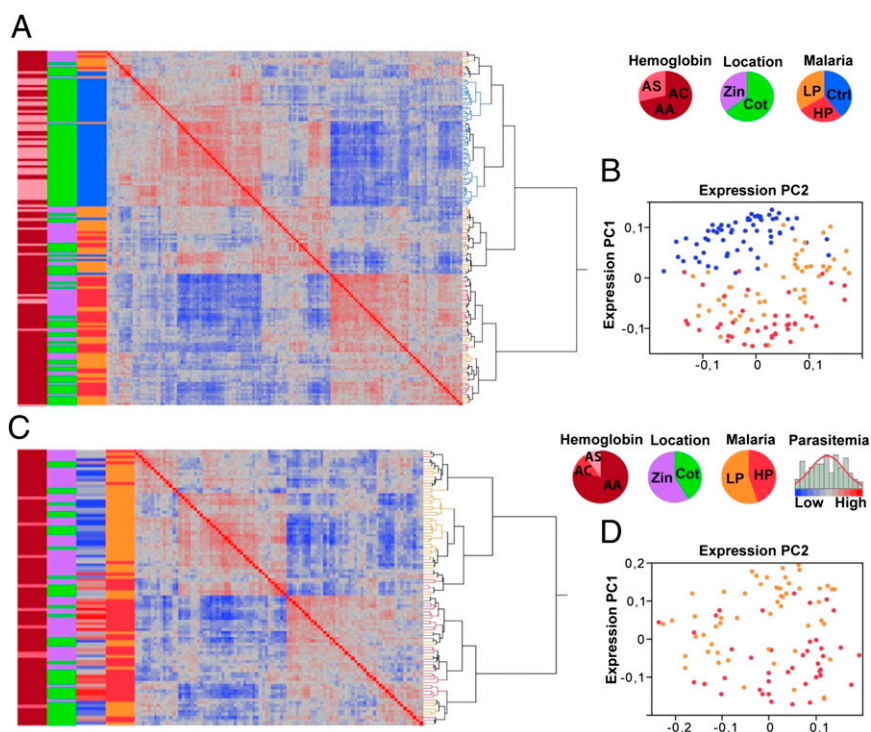 A
Hemoglobin Location Malaria
AS AC AA Zin Cot LP Ctrl HP
B
Expression PC2
Expression PC1
0,1
0
-0,1
-0,1 0 0,1
C
Hemoglobin Location Malaria Parasitemia
AS AC AA Zin Cot LP HP
Low High
D
Expression PC2
Expression PC1
0,2
0,1
0
-0,1
-0.2 -0.1 0 0,1